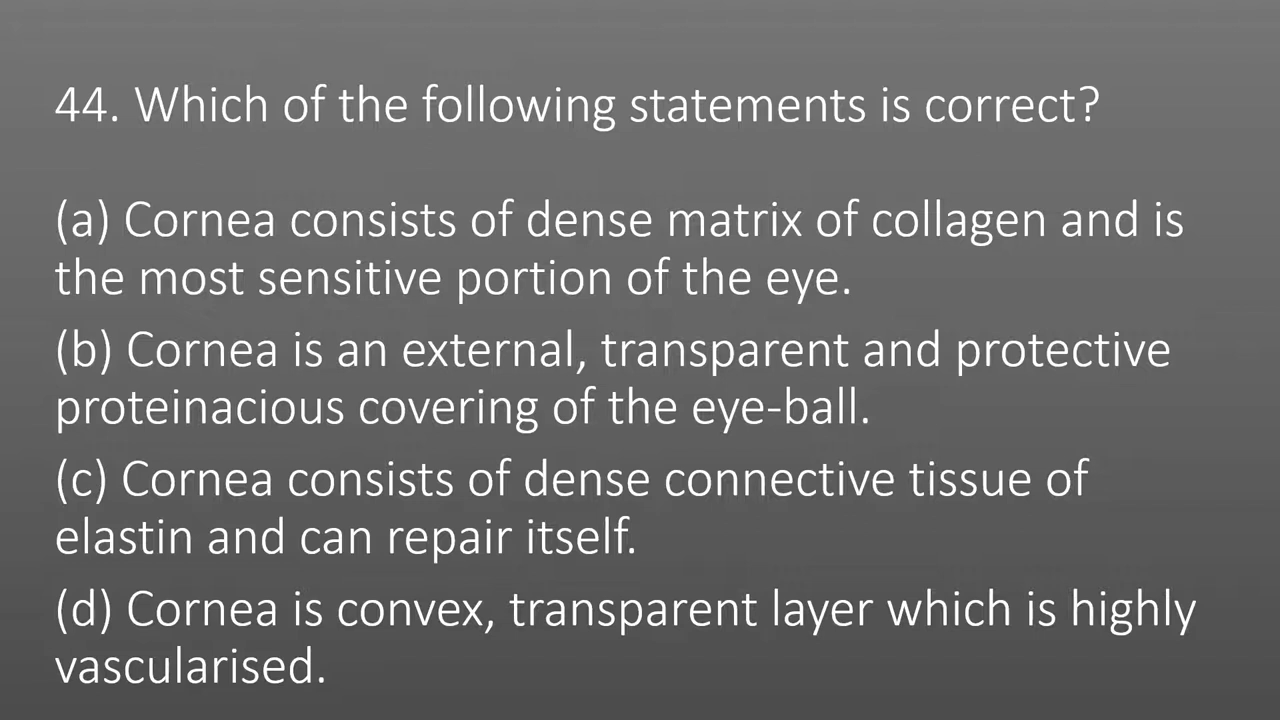 44. Which of the following statements is correct?
(a) Cornea consists of dense matrix of collagen and is
the most sensitive portion of the eye.
(b) Cornea is an external, transparent and protective
proteinacious covering of the eye-ball.
(c) Cornea consists of dense connective tissue of
elastin and can repair itself.
(d) Cornea is convex, transparent layer which is highly
vascularised.